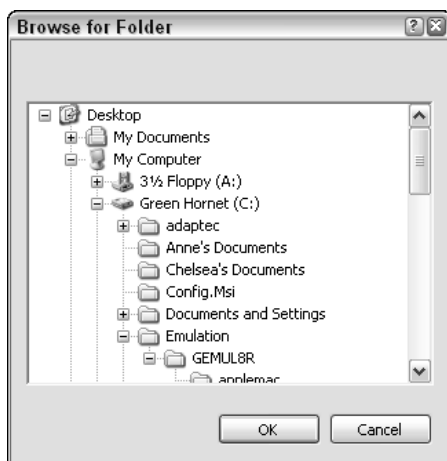 Browse for Folder
Desktop
My Documents
My Computer
3½ Floppy (A:)
Green Hornet (C:)
adaptec
Anne's Documents
Chelsea's Documents
Config.Msi
Documents and Settings
Emulation
GEMUL8R
applemac
OK Cancel